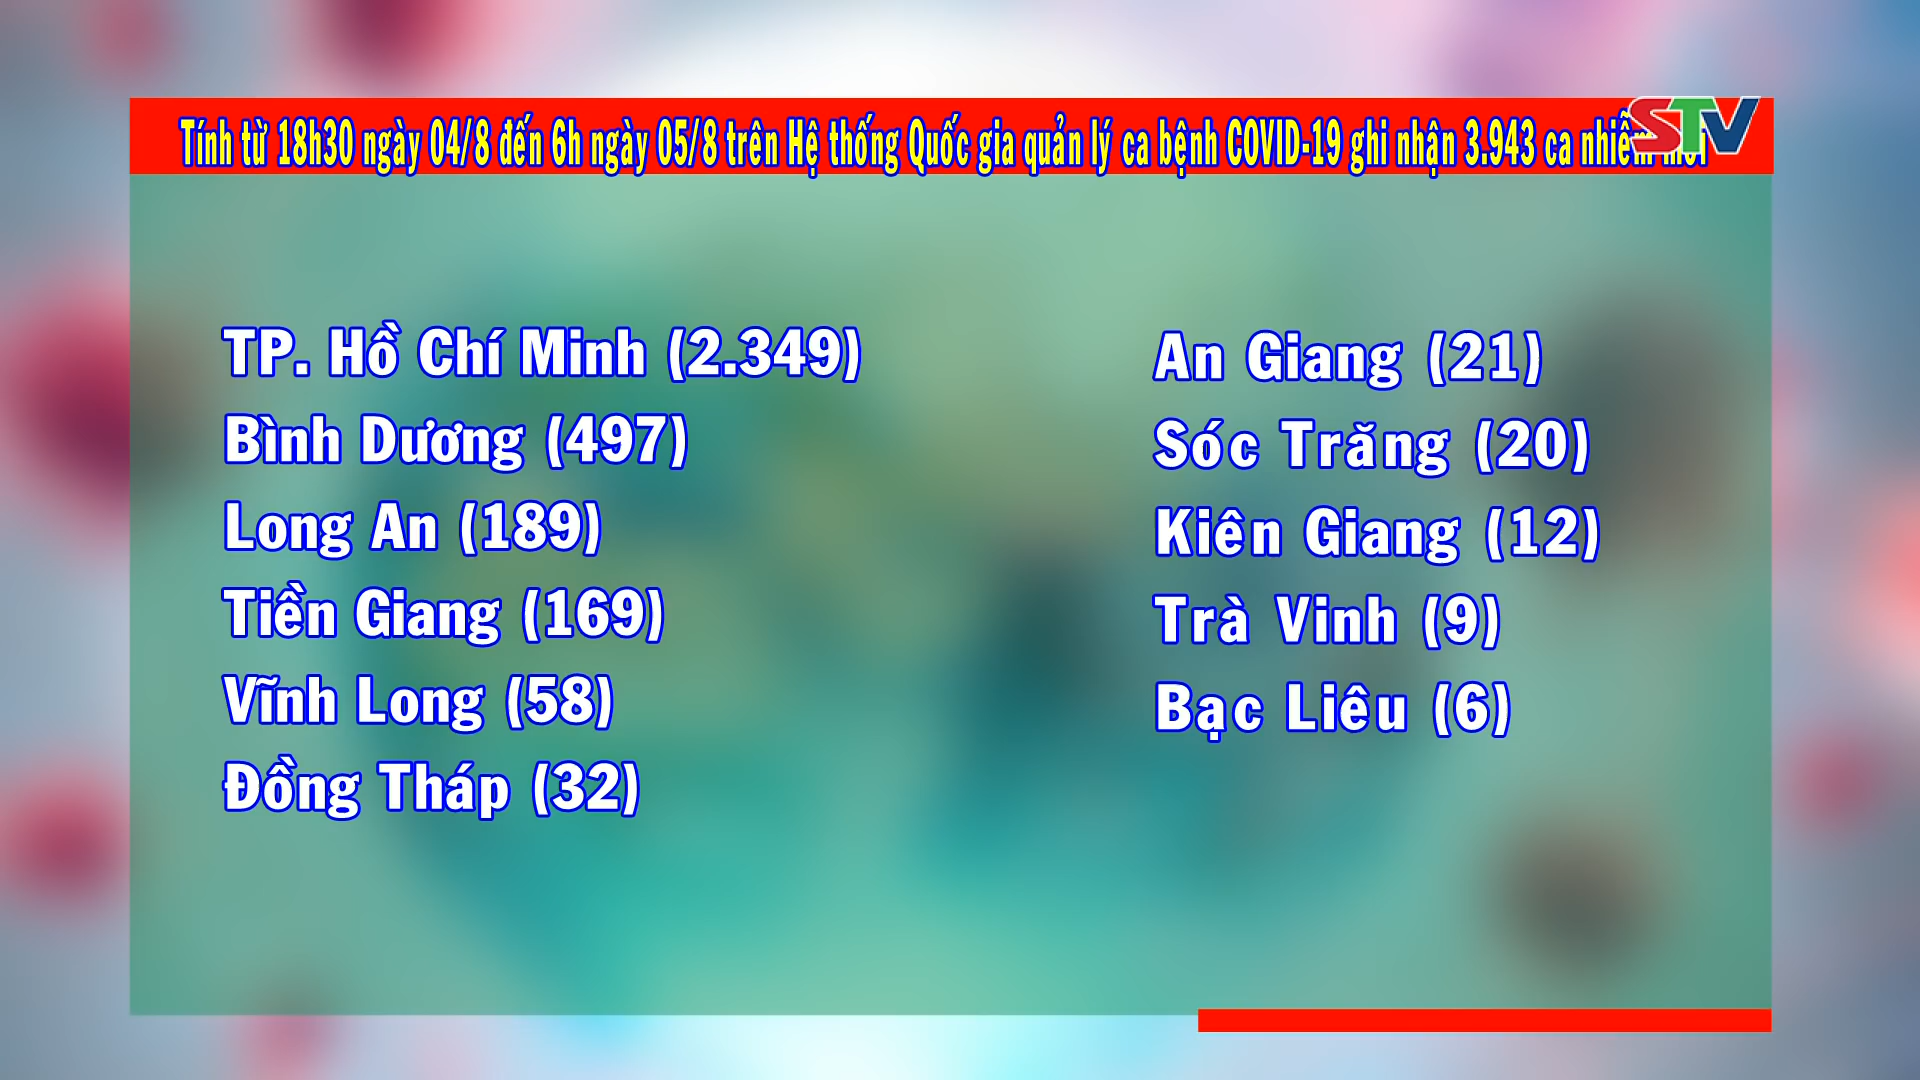 Tính từ 18h30 ngày 04/8 đến 6h ngày 05/8 trên Hệ thống Quốc gia quản lý ca bệnh COVID-19 ghi nhận 3.943 ca nhiễm mới
STV
TP. Hồ Chí Minh (2.349)
Bình Dương (497)
Long An (189)
Tiền Giang (169)
Vĩnh Long (58)
Đồng Tháp (32)
An Giang (21)
Sóc Trăng (20)
Kiên Giang (12)
Trà Vinh (9)
Bạc Liêu (6)